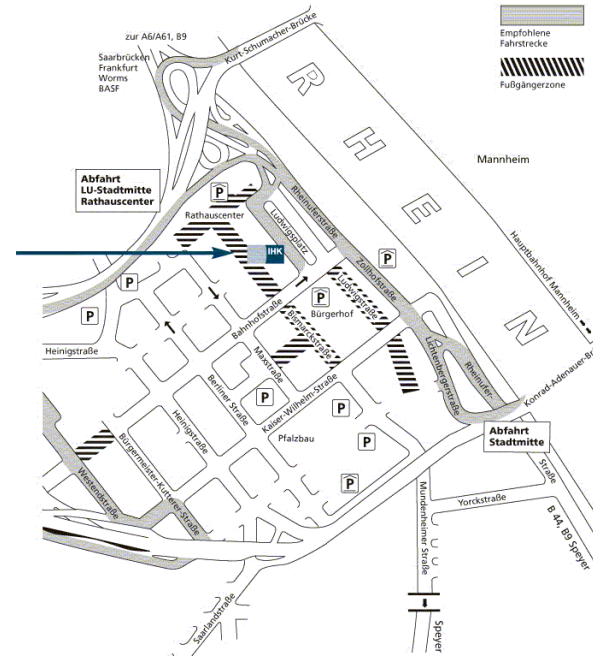 Empfohlene
Fahrstrecke
Fußgängerzone
zur A6/A61, B9
Saarbrücken
Frankfurt
Worms
BASF
Kurt-Schumacher-Brücke
RHEIN
Mannheim
Abfahrt
LU-Stadtmitte
Rathauscenter
P
Rathauscenter
Rheinuferstraße
Ludwigsplatz
IHK
Zollhofstraße
P
Hauptbahnhof Mannheim
P
P
Ludwigstraße
P
Bürgerhof
Bahnhofstraße
Bismarckstraße
Heinigstraße
Maxstraße
Lichtenbergerstraße
Rheinufer-
Konrad-Adenauer-Br
Berliner Straße
P
Kaiser-Wilhelm-Straße
P
Heinigstraße
Pfalzbau
P
Abfahrt
Stadtmitte
Bürgermeister-Kutterer-Straße
Westendstraße
P
Mundenheimer Straße
Yorckstraße
Straße
B 44, B9 Speyer
Saarlandstraße
Speyer